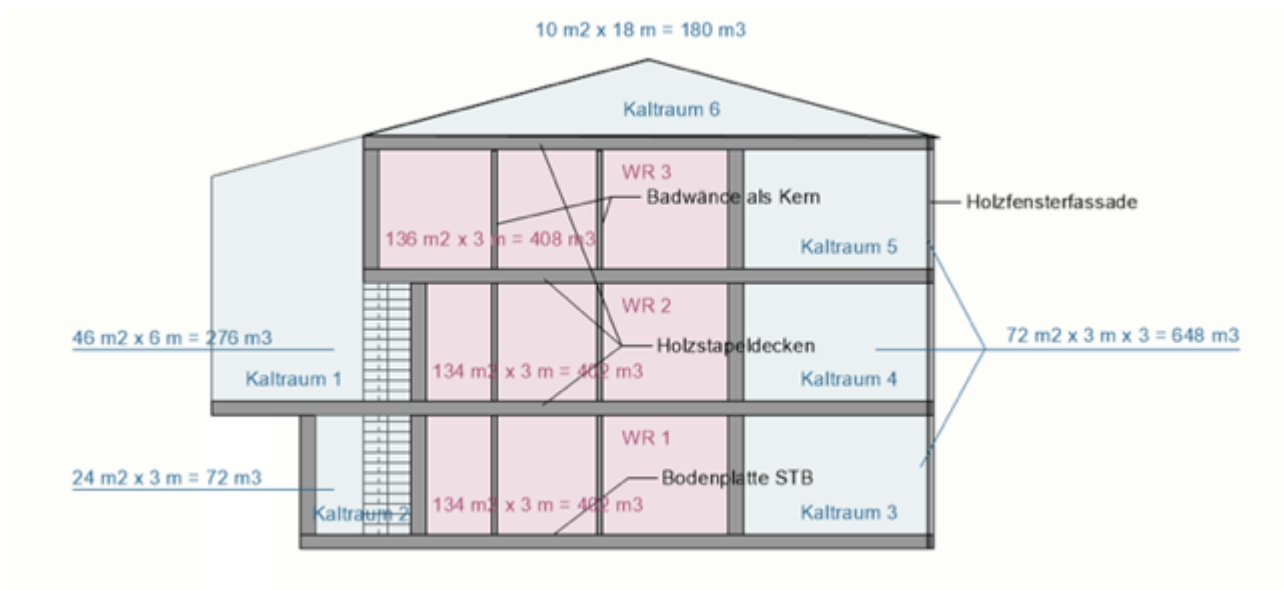 10 m2 x 18 m = 180 m3
Kaltraum 6
WR 3
Badwänce als Kern
Holzfensterfassade
136 m2 x 3 m = 408 m3
Kaltraum 5
WR 2
46 m2 x 6 m = 276 m3
72 m2 x 3 m x 3 = 648 m3
Holzstapeldecken
Kaltraum 1
134 m2 x 3 m = 402 m3
Kaltraum 4
WR 1
24 m2 x 3 m = 72 m3
Bodenplatte STB
Kaltraum 2
134 m2 x 3 m = 402 m3
Kaltraum 3